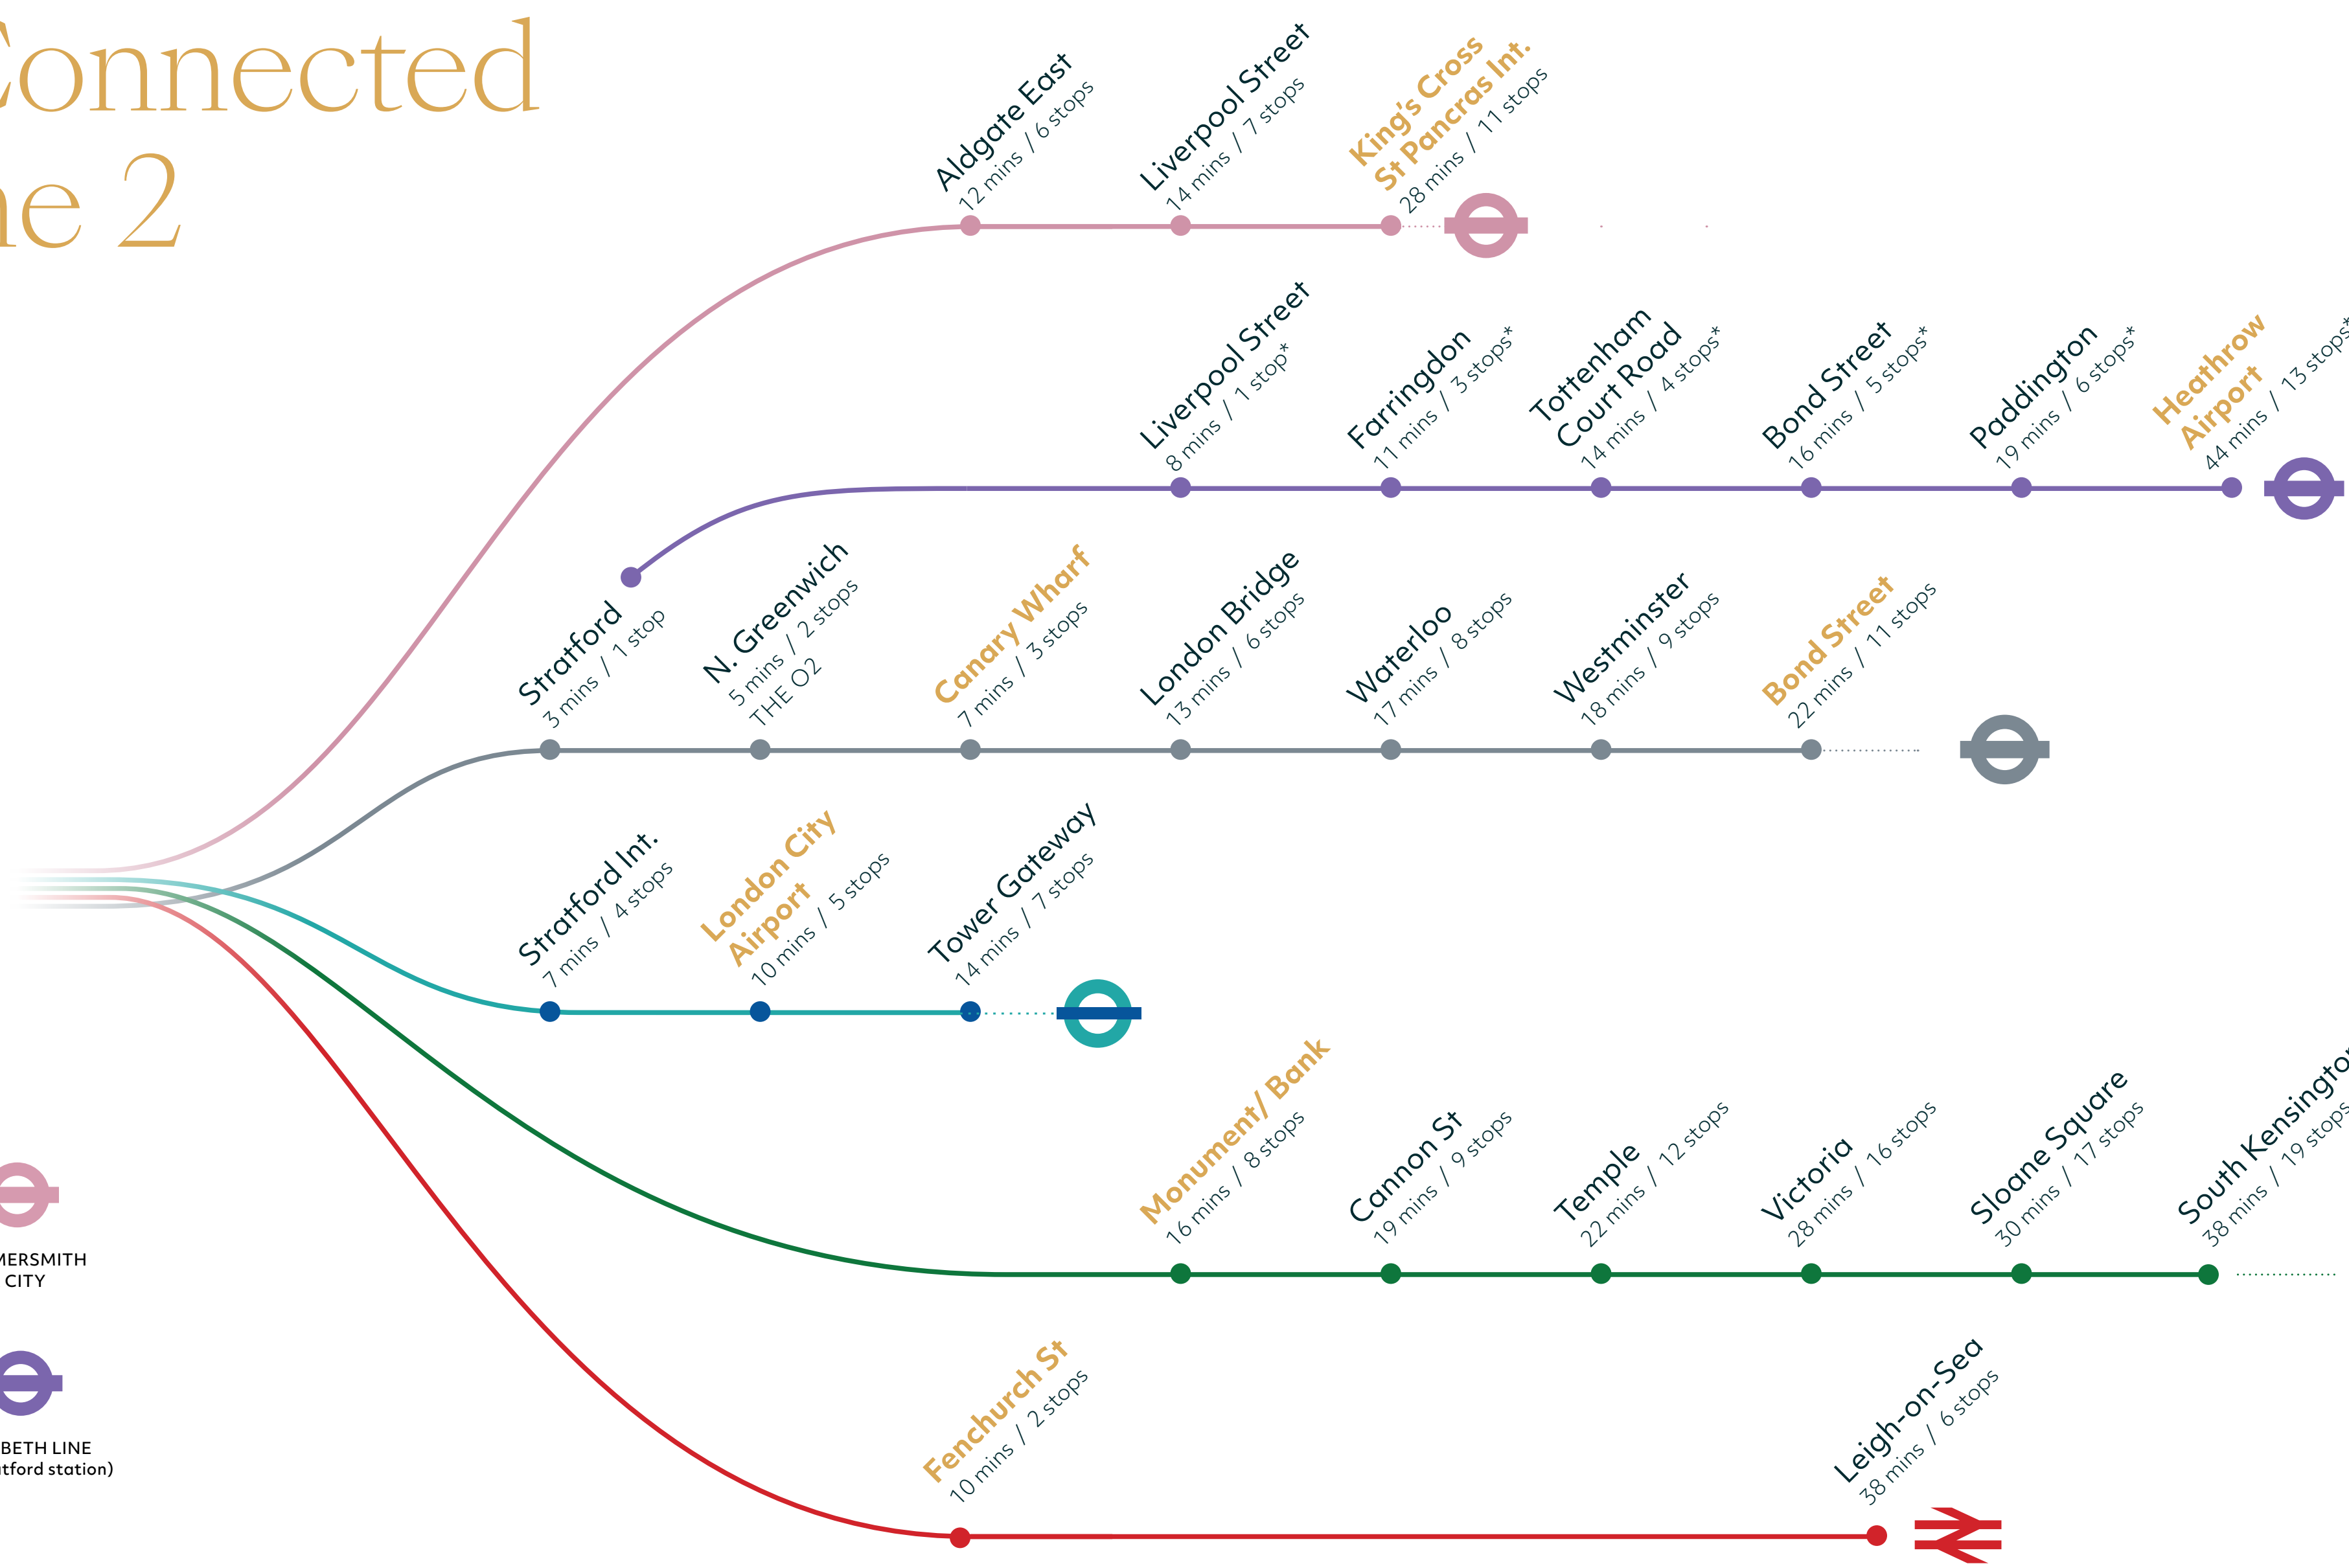 Connected
ne 2
Aldgate East
12 mins / 6 stops
Liverpool Street
14 mins / 7 stops
King's Cross
St Pancras Int.
28 mins / 11 stops
Liverpool Street
8 mins / 1 stop*
Farringdon
11 mins / 3 stops*
Tottenham
Court Road
14 mins / 4 stops*
Bond Street
16 mins / 5 stops*
Paddington
19 mins / 6 stops*
Heathrow
Airport
44 mins / 13 stops*
Stratford
3 mins / 1 stop
N. Greenwich
5 mins / 2 stops
THE O2
Canary Wharf
7 mins / 3 stops
London Bridge
13 mins / 6 stops
Waterloo
17 mins / 8 stops
Westminster
18 mins / 9 stops
Bond Street
22 mins / 11 stops
Stratford Int.
7 mins / 4 stops
London City
Airport
10 mins / 5 stops
Tower Gateway
14 mins / 7 stops
Monument/ Bank
16 mins / 8 stops
Cannon St
19 mins / 9 stops
Temple
22 mins / 12 stops
Victoria
28 mins / 16 stops
Sloane Square
30 mins / 17 stops
South Kensington
38 mins / 19 stops
Fenchurch St
10 mins / 2 stops
Leigh-on-Sea
38 mins / 6 stops
MERSMITH
CITY
BETH LINE
tford station)